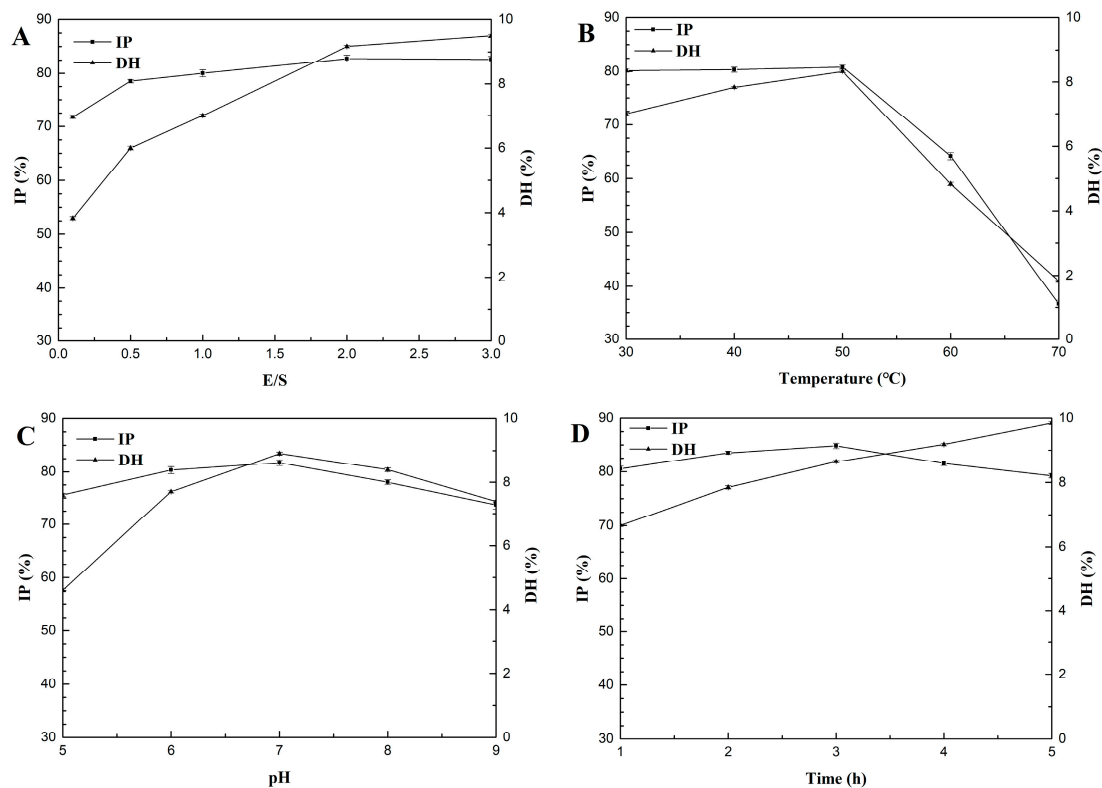 A
IP
DH
90
80
70
60
50
40
30
IP (%)
10
8
6
4
2
0
DH (%)
0.0 0.5 1.0 1.5 2.0 2.5 3.0
E/S
B
IP
DH
90
80
70
60
50
40
30
IP (%)
10
8
6
4
2
0
DH (%)
30 40 50 60 70
Temperature (℃)
C
IP
DH
90
80
70
60
50
40
30
IP (%)
10
8
6
4
2
0
DH (%)
5 6 7 8 9
pH
D
IP
DH
90
80
70
60
50
40
30
IP (%)
10
8
6
4
2
0
DH (%)
1 2 3 4 5
Time (h)